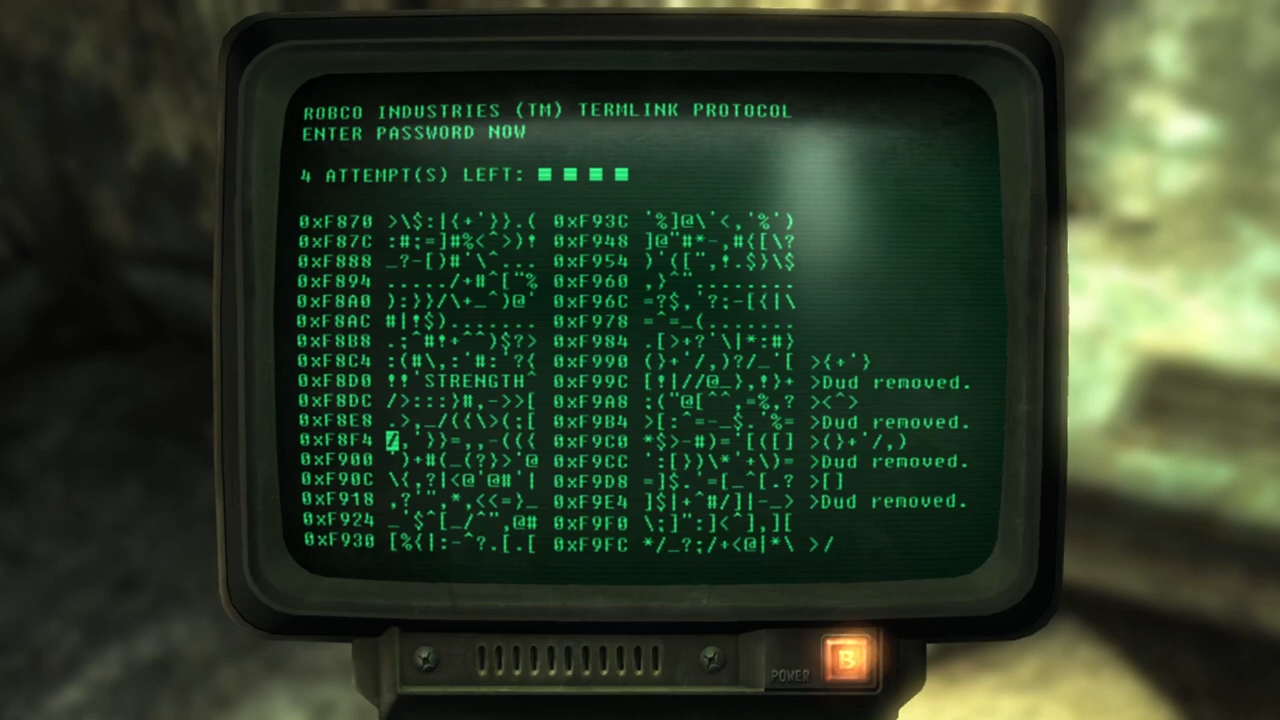 ROBCO INDUSTRIES (TM) TERMLINK PROTOCOL
ENTER PASSWORD NOW
4 ATTEMPT(S) LEFT: ■ ■ ■ ■
0xF870 >\$:|{+'}}.( 0xF93C '%]@\'<,'%')
0xF87C :#;=]#%<^>)! 0xF948 ]@"#*-,#{[\?
0xF888 _?-[)#'\^... 0xF954 )'([",!.$}\$
0xF894 ...../+#^["% 0xF960 ,}^"........
0xF8A0 );}}/\+_^)@' 0xF96C =?$,'?;-[{|\
0xF8AC #|!$)....... 0xF978 =^=_(.......
0xF8B8 .;^#!+^^)$?> 0xF984 .[>+?'\|*:#}
0xF8C4 :(#\,:'#:'?{ 0xF990 (}+'/,)?/_'[ >{+'}
0xF8D0 !!'STRENGTH^ 0xF99C [!|//@_},!}+ >Dud removed.
0xF8DC />:::}#,->>[ 0xF9A8 ;("@[^^,=%,? ><^>
0xF8E8 .>,_/({\>(;[ 0xF9B4 >[:^=-_$.'%= >Dud removed.
0xF8F4 /,'}}=,,-(({ 0xF9C0 *$>-#)='[([] >(}+'/,)
0xF900 ')+#(_(?}>'@ 0xF9CC ':[})\*'+\)= >Dud removed.
0xF90C \{,?|<@'@#'| 0xF9D8 =]$.'=[_^[.? >[]
0xF918 ,?'",*,<<=}_ 0xF9E4 ]$|+^#/]|-_> >Dud removed.
0xF924 _'$^[_/^",@# 0xF9F0 \;]":]<^],][
0xF930 [%{|:-^?.[.[ 0xF9FC */_?;/+<@|*\ >/
POWER
B